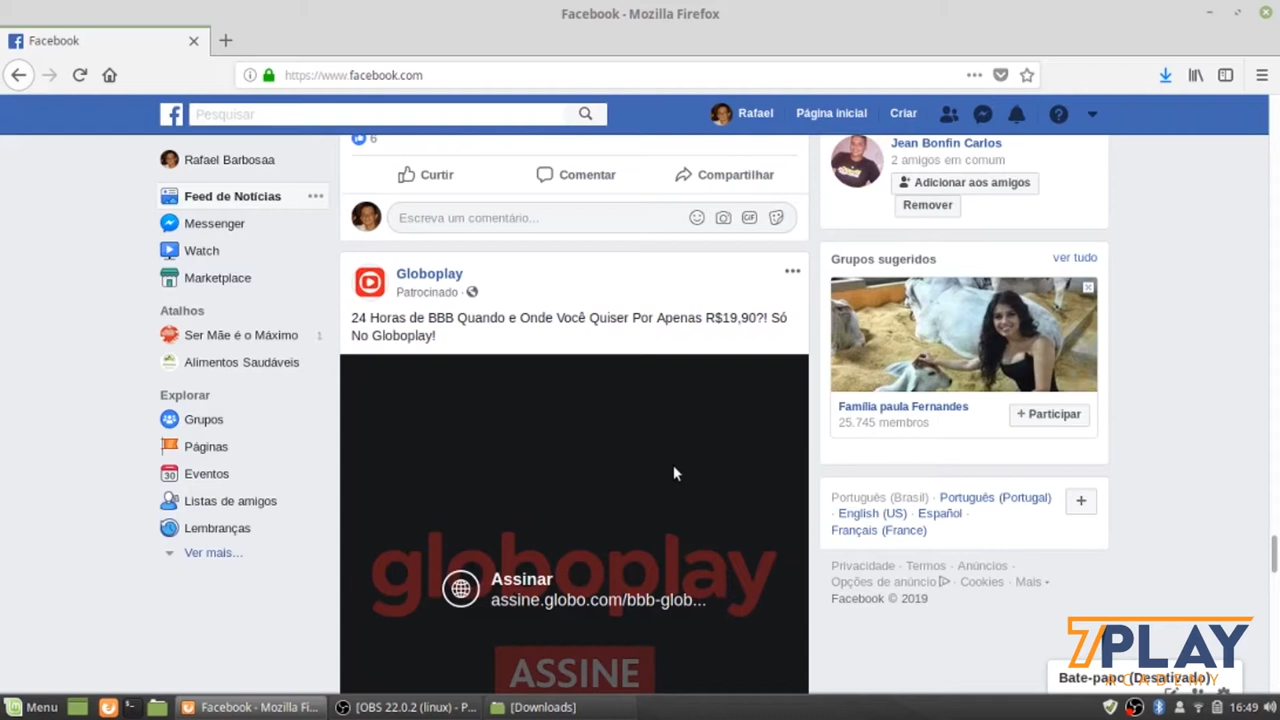 Facebook - Mozilla Firefox
Facebook
https://www.facebook.com
Pesquisar
Rafael
Página inicial
Criar
Rafael Barbosaa
Feed de Notícias
Messenger
Watch
Marketplace
Atalhos
Ser Mãe é o Máximo 1
Alimentos Saudáveis
Explorar
Grupos
Páginas
30 Eventos
Listas de amigos
Lembranças
Ver mais...
6
Curtir
Comentar
Compartilhar
Escreva um comentário...
GIF
Globoplay
Patrocinado ·
24 Horas de BBB Quando e Onde Você Quiser Por Apenas R$19,90?! Só
No Globoplay!
globoplay
Assinar
assine.globo.com/bbb-glob...
ASSINE
Jean Bonfin Carlos
2 amigos em comum
Adicionar aos amigos
Remover
Grupos sugeridos
ver tudo
Família paula Fernandes
25.745 membros
+ Participar
Português (Brasil) · Português (Portugal)
· English (US) · Español ·
Français (France)
Privacidade · Termos · Anúncios ·
Opções de anúncio · Cookies · Mais
Facebook © 2019
7PLAY
ACADEMY
Bate-papo (Desativado)
Menu
Facebook - Mozilla Fi...
[OBS 22.0.2 (linux) - P...
[Downloads]
16:49